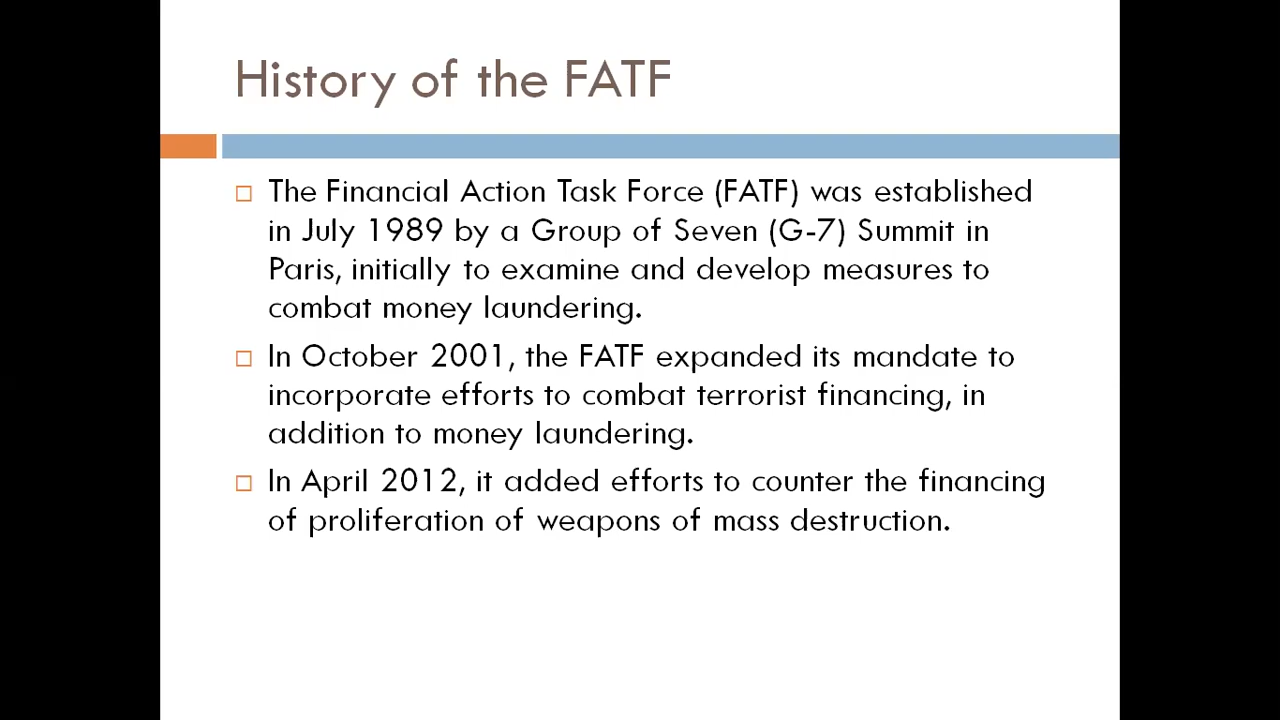 History of the FATF
The Financial Action Task Force (FATF) was established
in July 1989 by a Group of Seven (G-7) Summit in
Paris, initially to examine and develop measures to
combat money laundering.
In October 2001, the FATF expanded its mandate to
incorporate efforts to combat terrorist financing, in
addition to money laundering.
In April 2012, it added efforts to counter the financing
of proliferation of weapons of mass destruction.